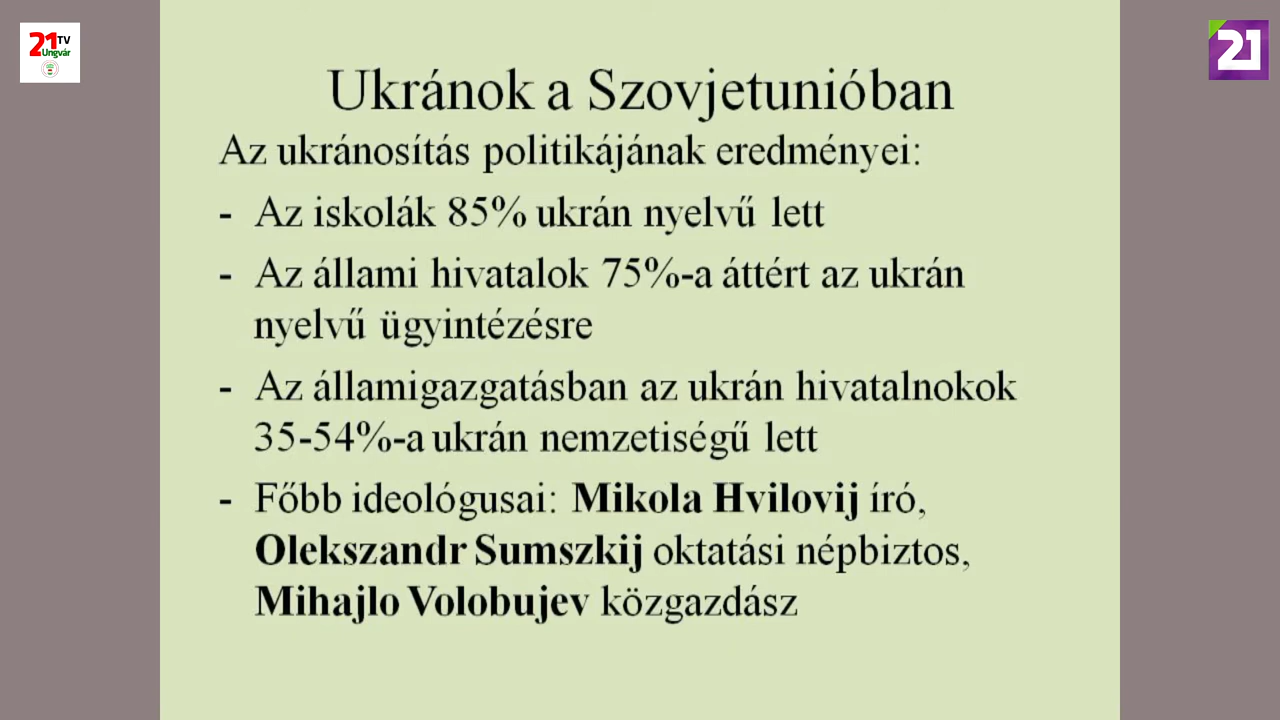 21TV
Ungvár
21
Ukránok a Szovjetunióban
Az ukránosítás politikájának eredményei:
- Az iskolák 85% ukrán nyelvű lett
- Az állami hivatalok 75%-a áttért az ukrán
nyelvű ügyintézésre
- Az államigazgatásban az ukrán hivatalnokok
35-54%-a ukrán nemzetiségű lett
- Főbb ideológusai: Mikola Hvilovij író,
Olekszandr Sumszkij oktatási népbiztos,
Mihajlo Volobujev közgazdász